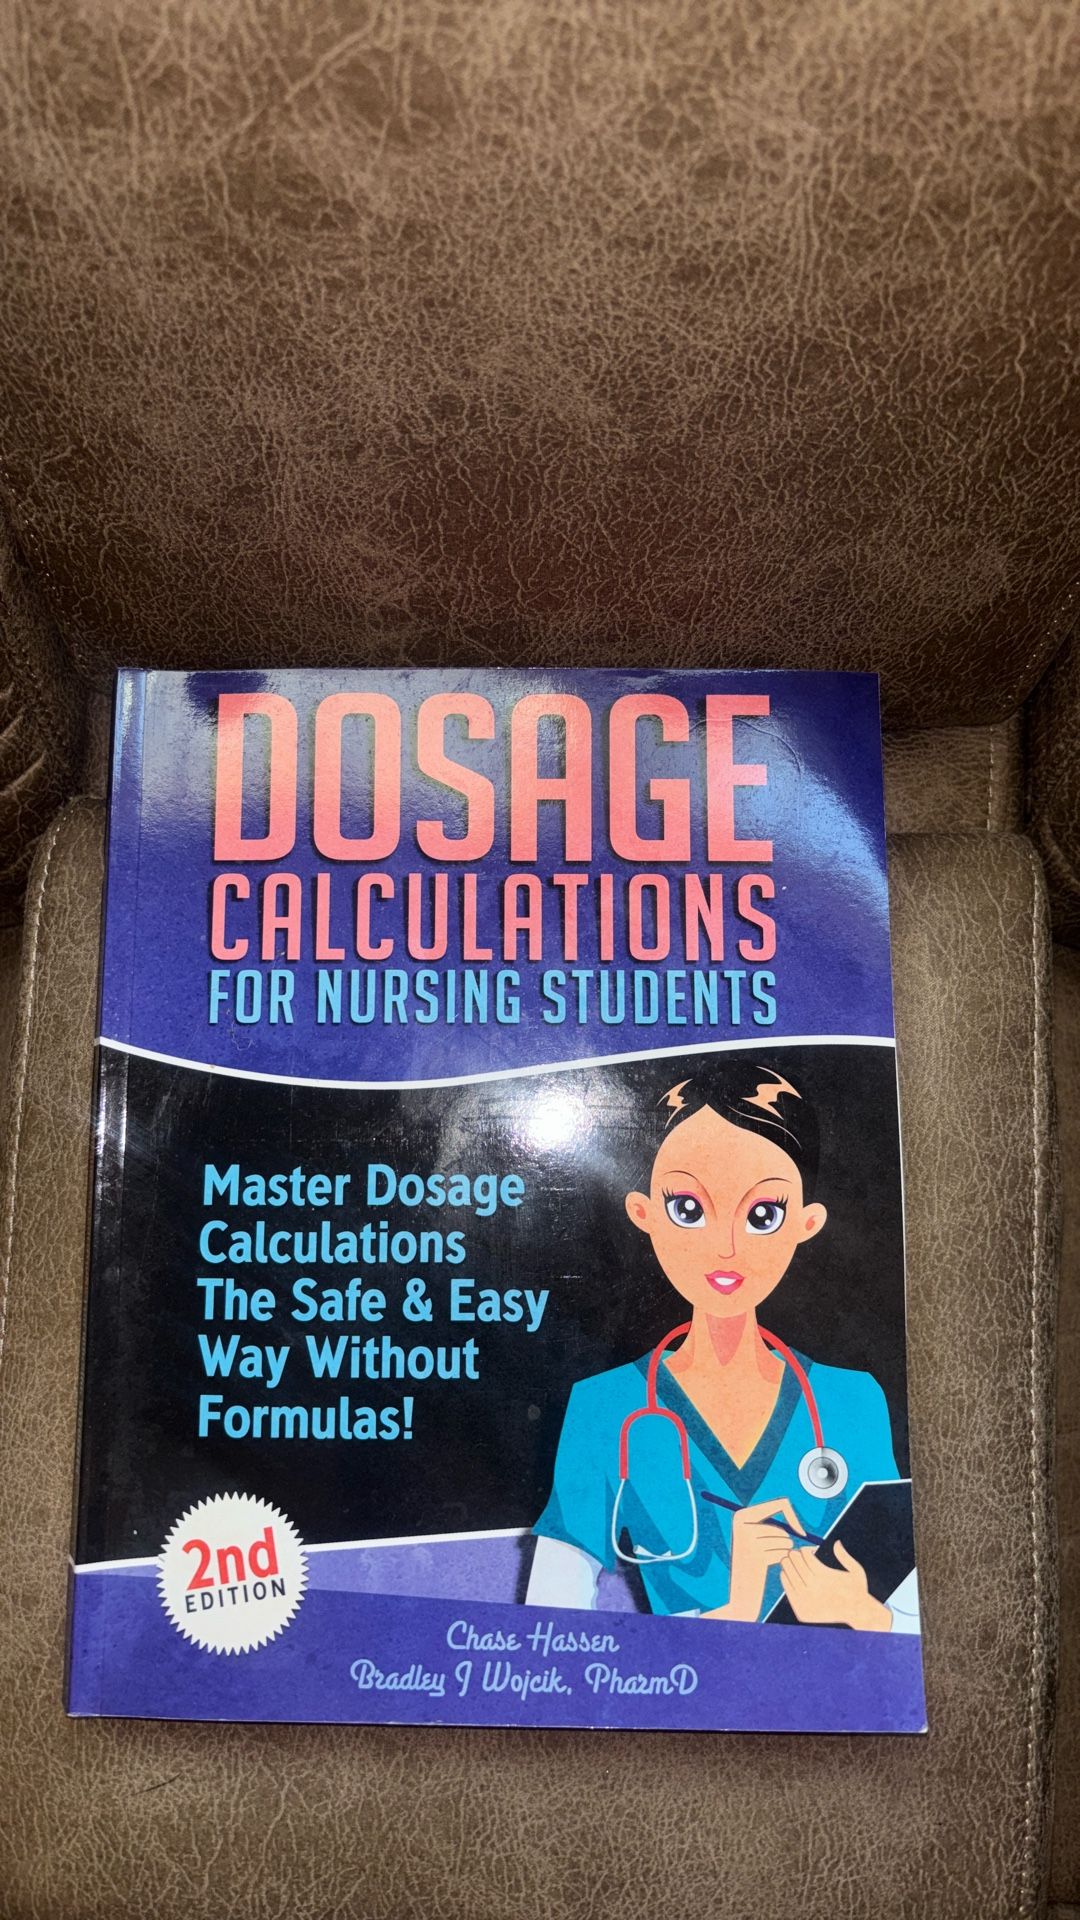 DOSAGE
CALCULATIONS
FOR NURSING STUDENTS
Master Dosage
Calculations
The Safe & Easy
Way Without
Formulas!
2nd
EDITION
Chase Hassen
Bradley J Wojcik, PharmD